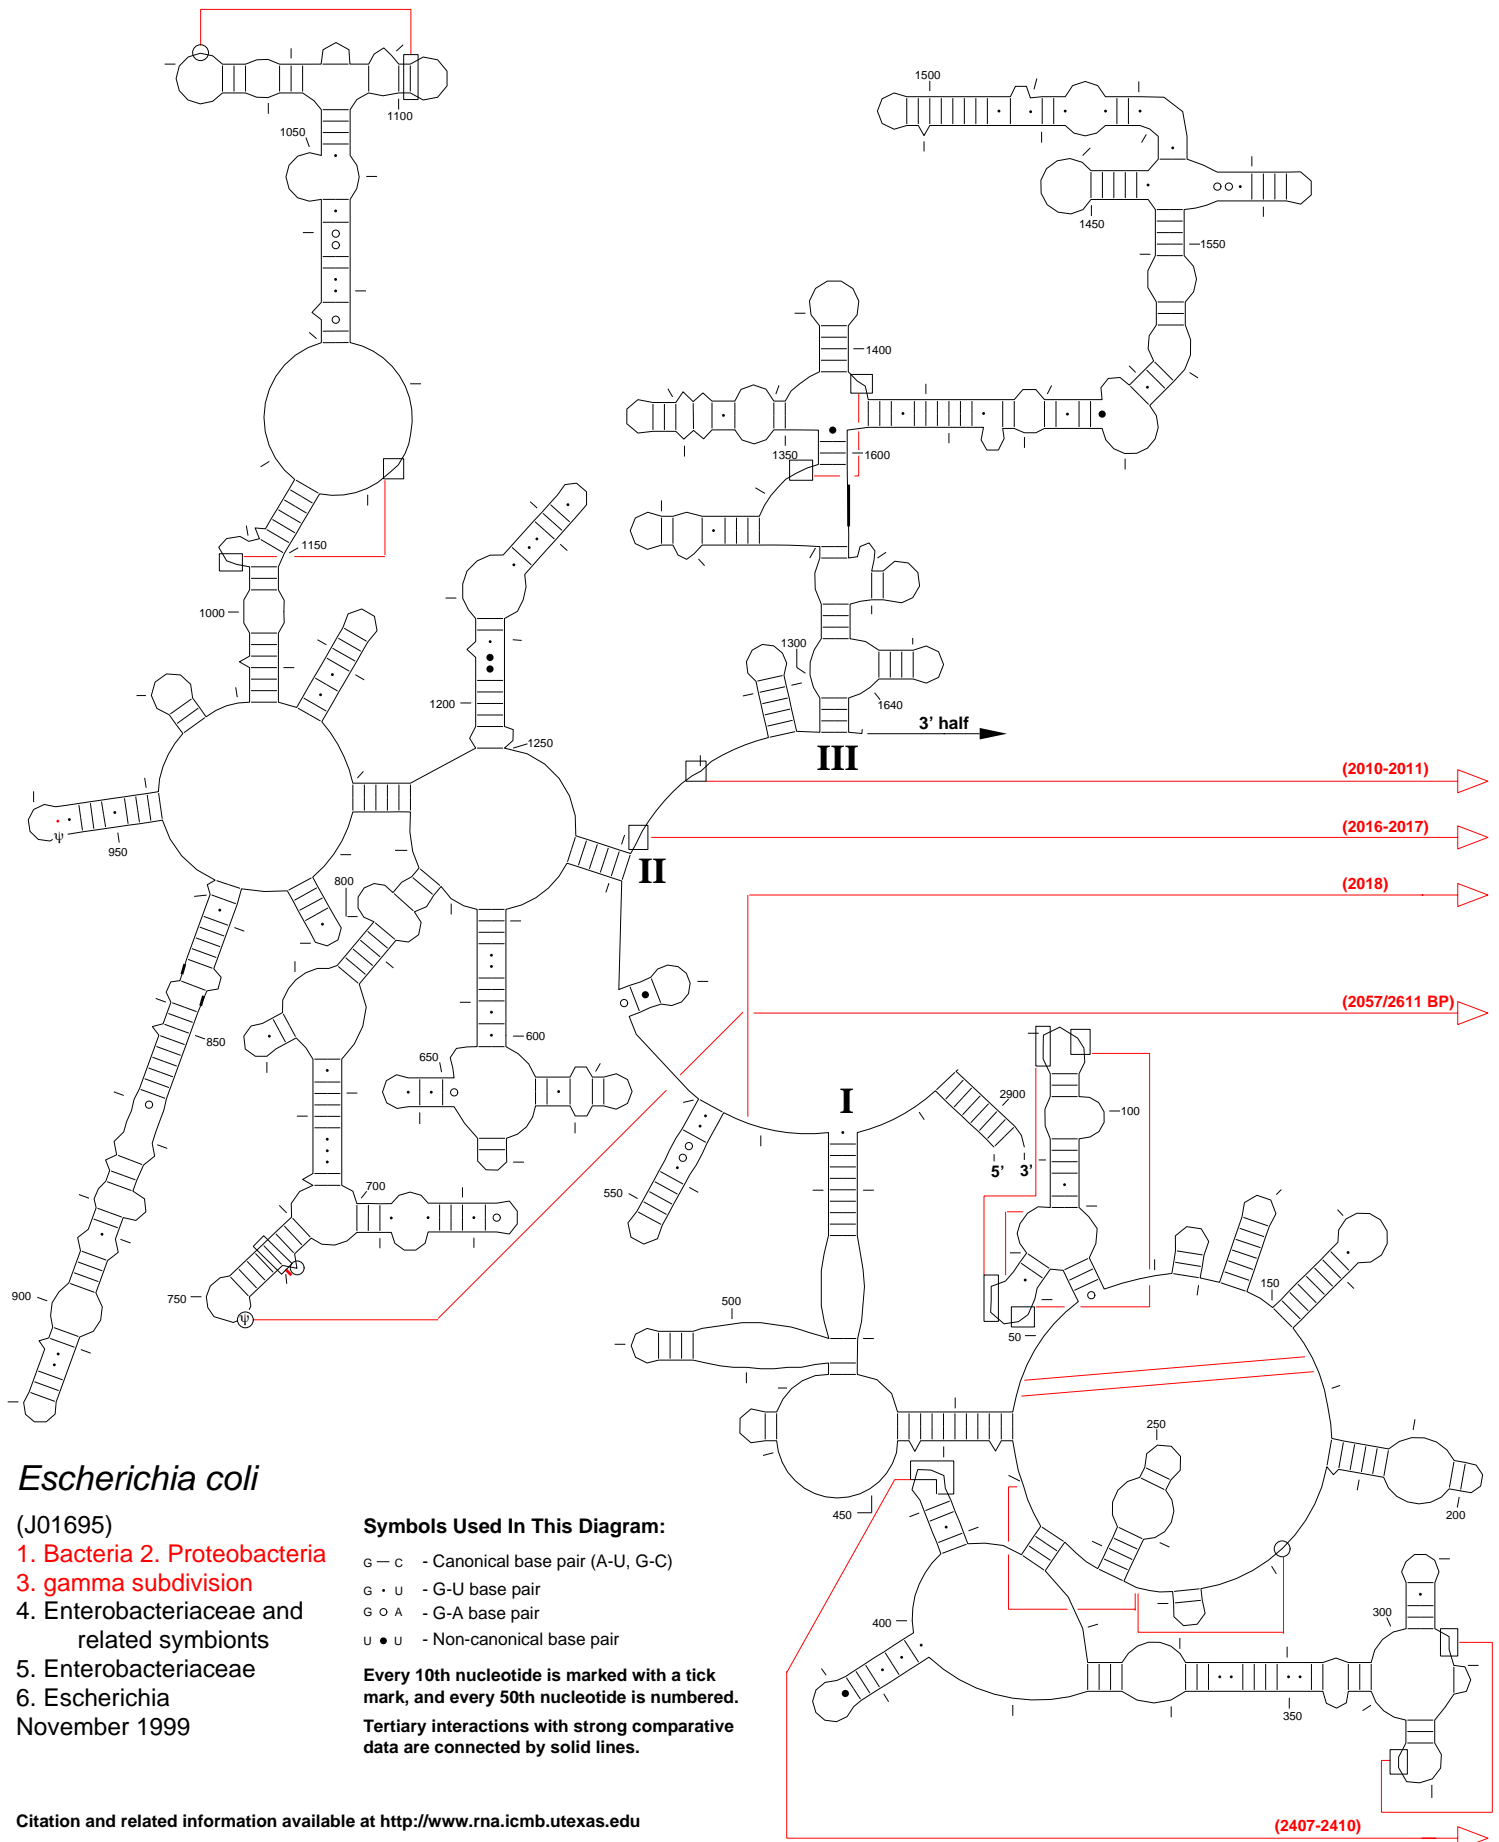 1500
1100
1050
1450
1550
1400
1350
1600
1150
1000
1300
1200
1640
1250
3’ half
III
(2010-2011)
(2016-2017)
ψ
950
II
800
(2018)
(2057/2611 BP)
850
600
650
2900
I
100
5’ 3’
700
550
150
900
750
ψ
500
50
250
Escherichia coli
450
200
(J01695)
1. Bacteria 2. Proteobacteria
3. gamma subdivision
4. Enterobacteriaceae and
related symbionts
5. Enterobacteriaceae
6. Escherichia
November 1999
Symbols Used In This Diagram:
G — C - Canonical base pair (A-U, G-C)
G • U - G-U base pair
G O A - G-A base pair
U ● U - Non-canonical base pair
Every 10th nucleotide is marked with a tick
mark, and every 50th nucleotide is numbered.
Tertiary interactions with strong comparative
data are connected by solid lines.
400
300
350
Citation and related information available at http://www.rna.icmb.utexas.edu
(2407-2410)